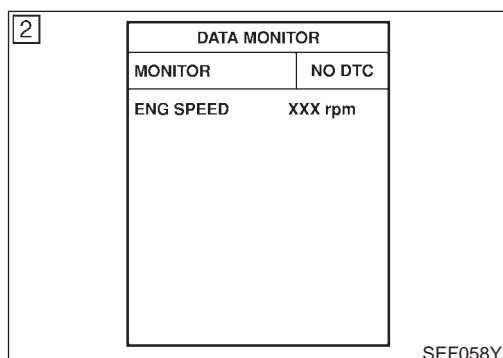 2
DATA MONITOR
MONITOR NO DTC
ENG SPEED XXX rpm
SEF058Y